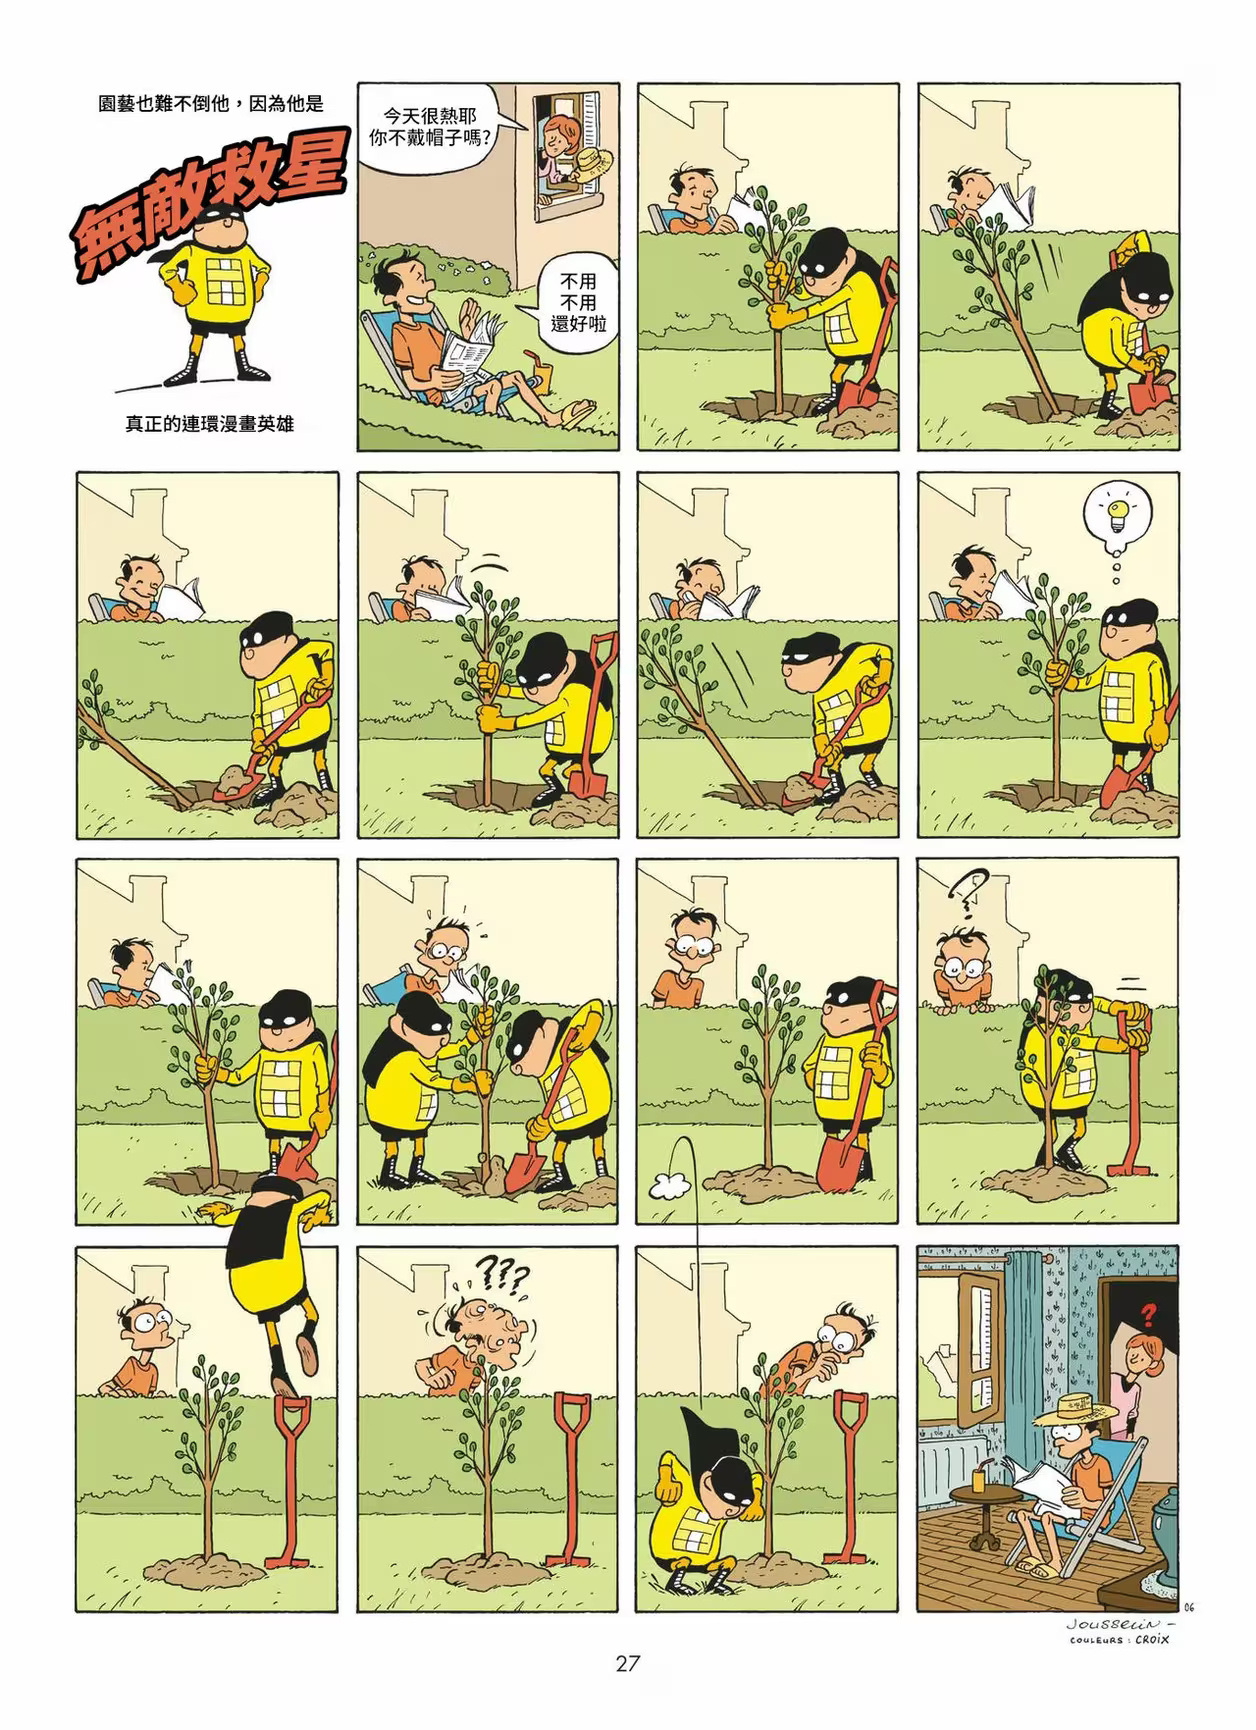 園藝也難不倒他，因為他是
無敵救星
真正的連環漫畫英雄
今天很熱耶
你不戴帽子嗎?
不用
不用
還好啦
?
???
?
06
JOUSSELIN
COULEURS : CROIX
27